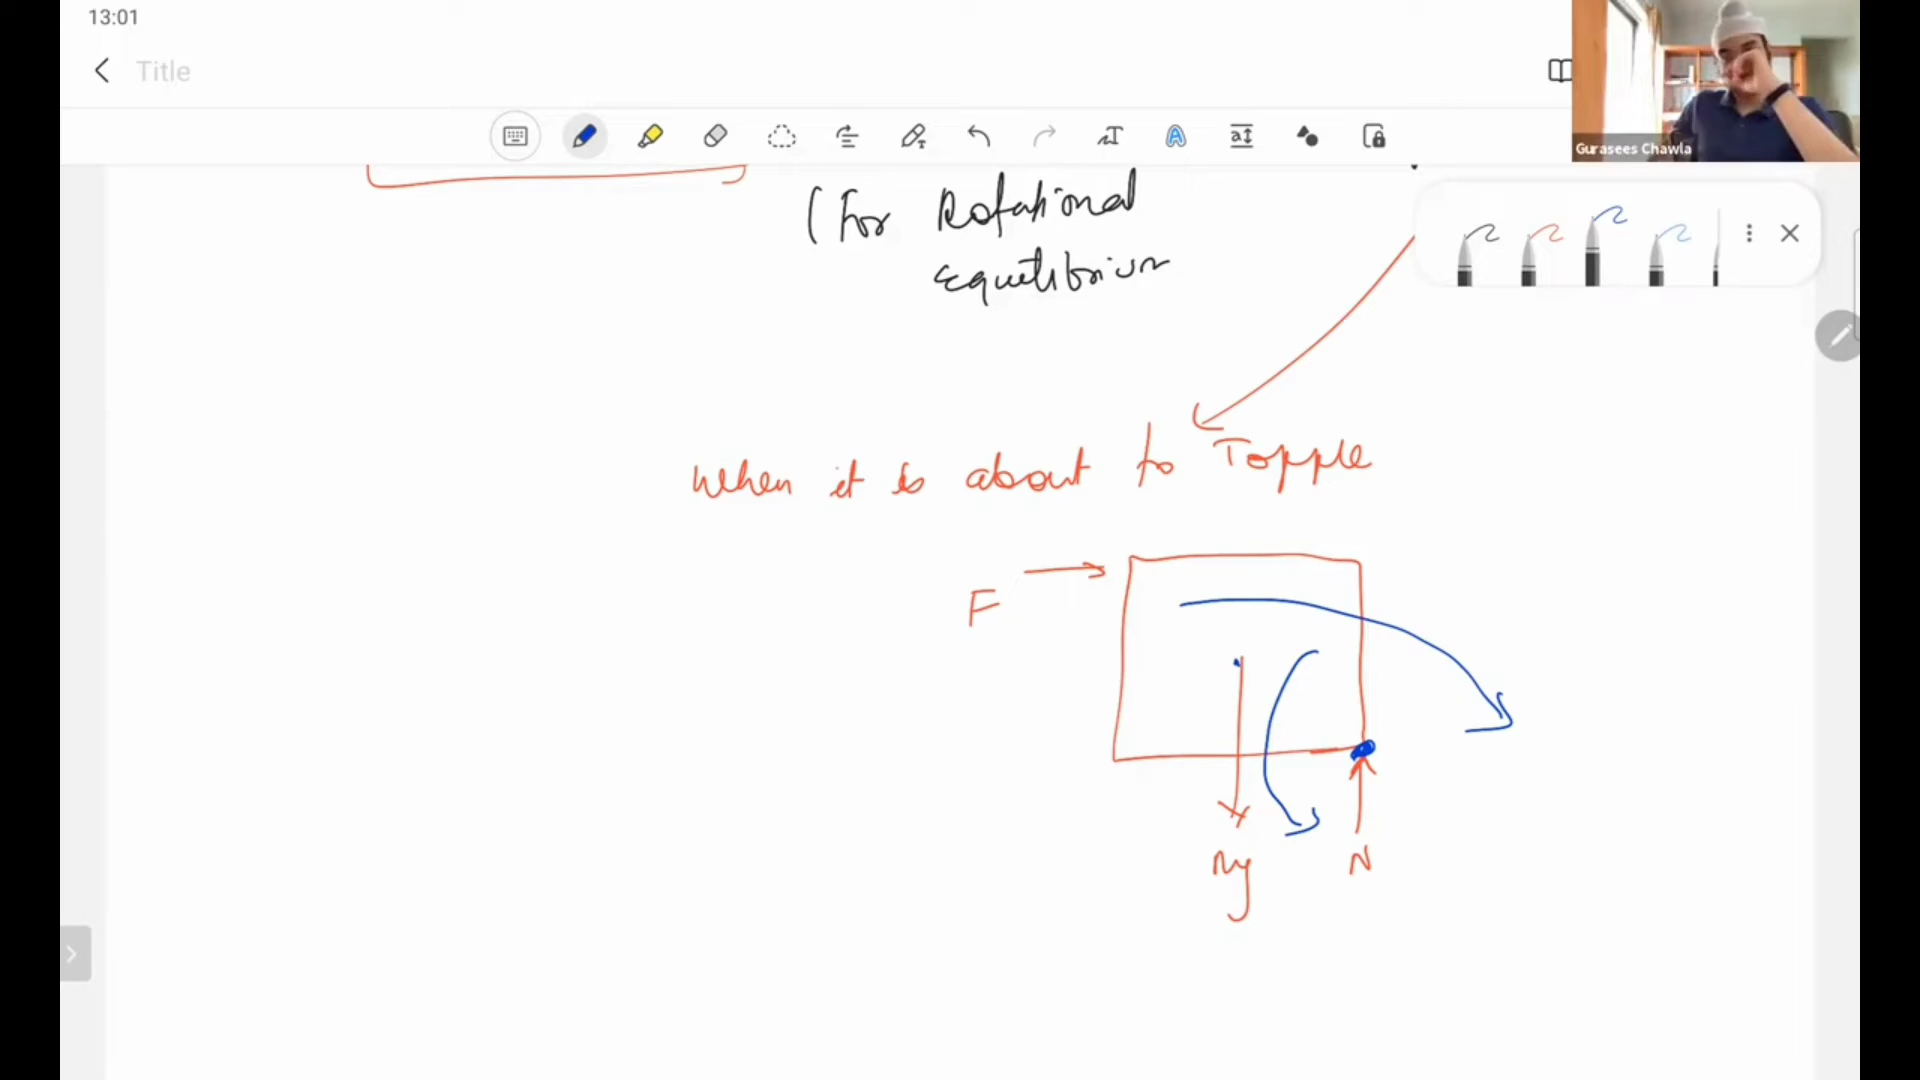 13:01
Title
Gurasees Chawla
(For Rotational
Equilibrium
When it is about to Topple
F
Mg
N